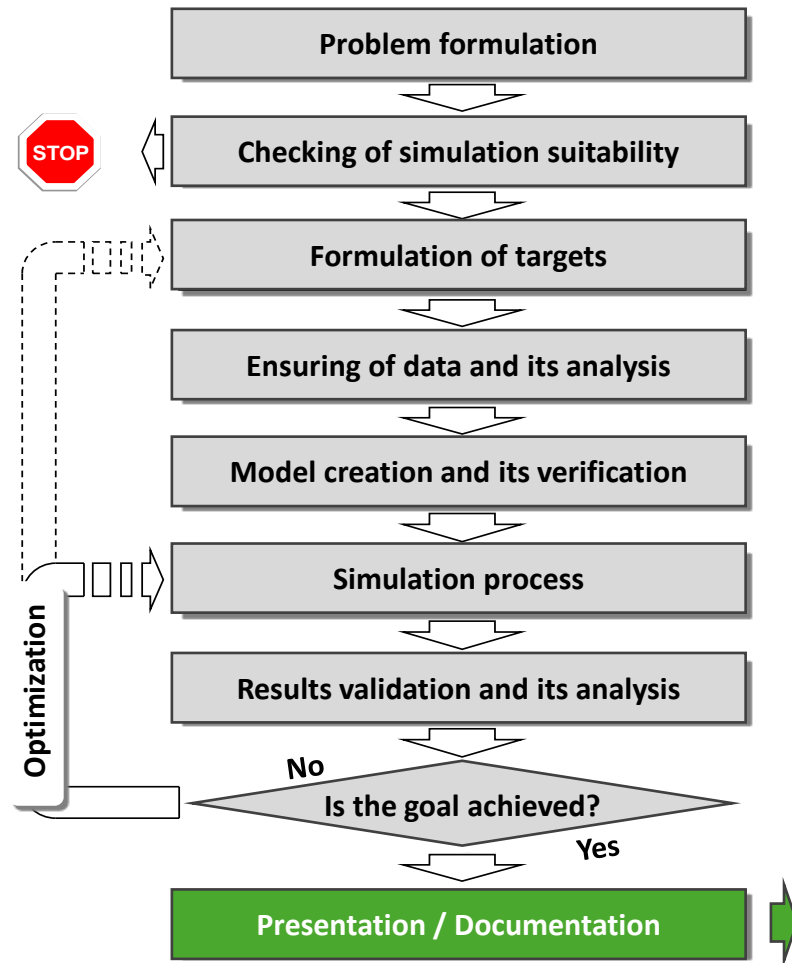 Problem formulation
STOP
Checking of simulation suitability
Formulation of targets
Ensuring of data and its analysis
Model creation and its verification
Simulation process
Optimization
Results validation and its analysis
No
Is the goal achieved?
Yes
Presentation / Documentation